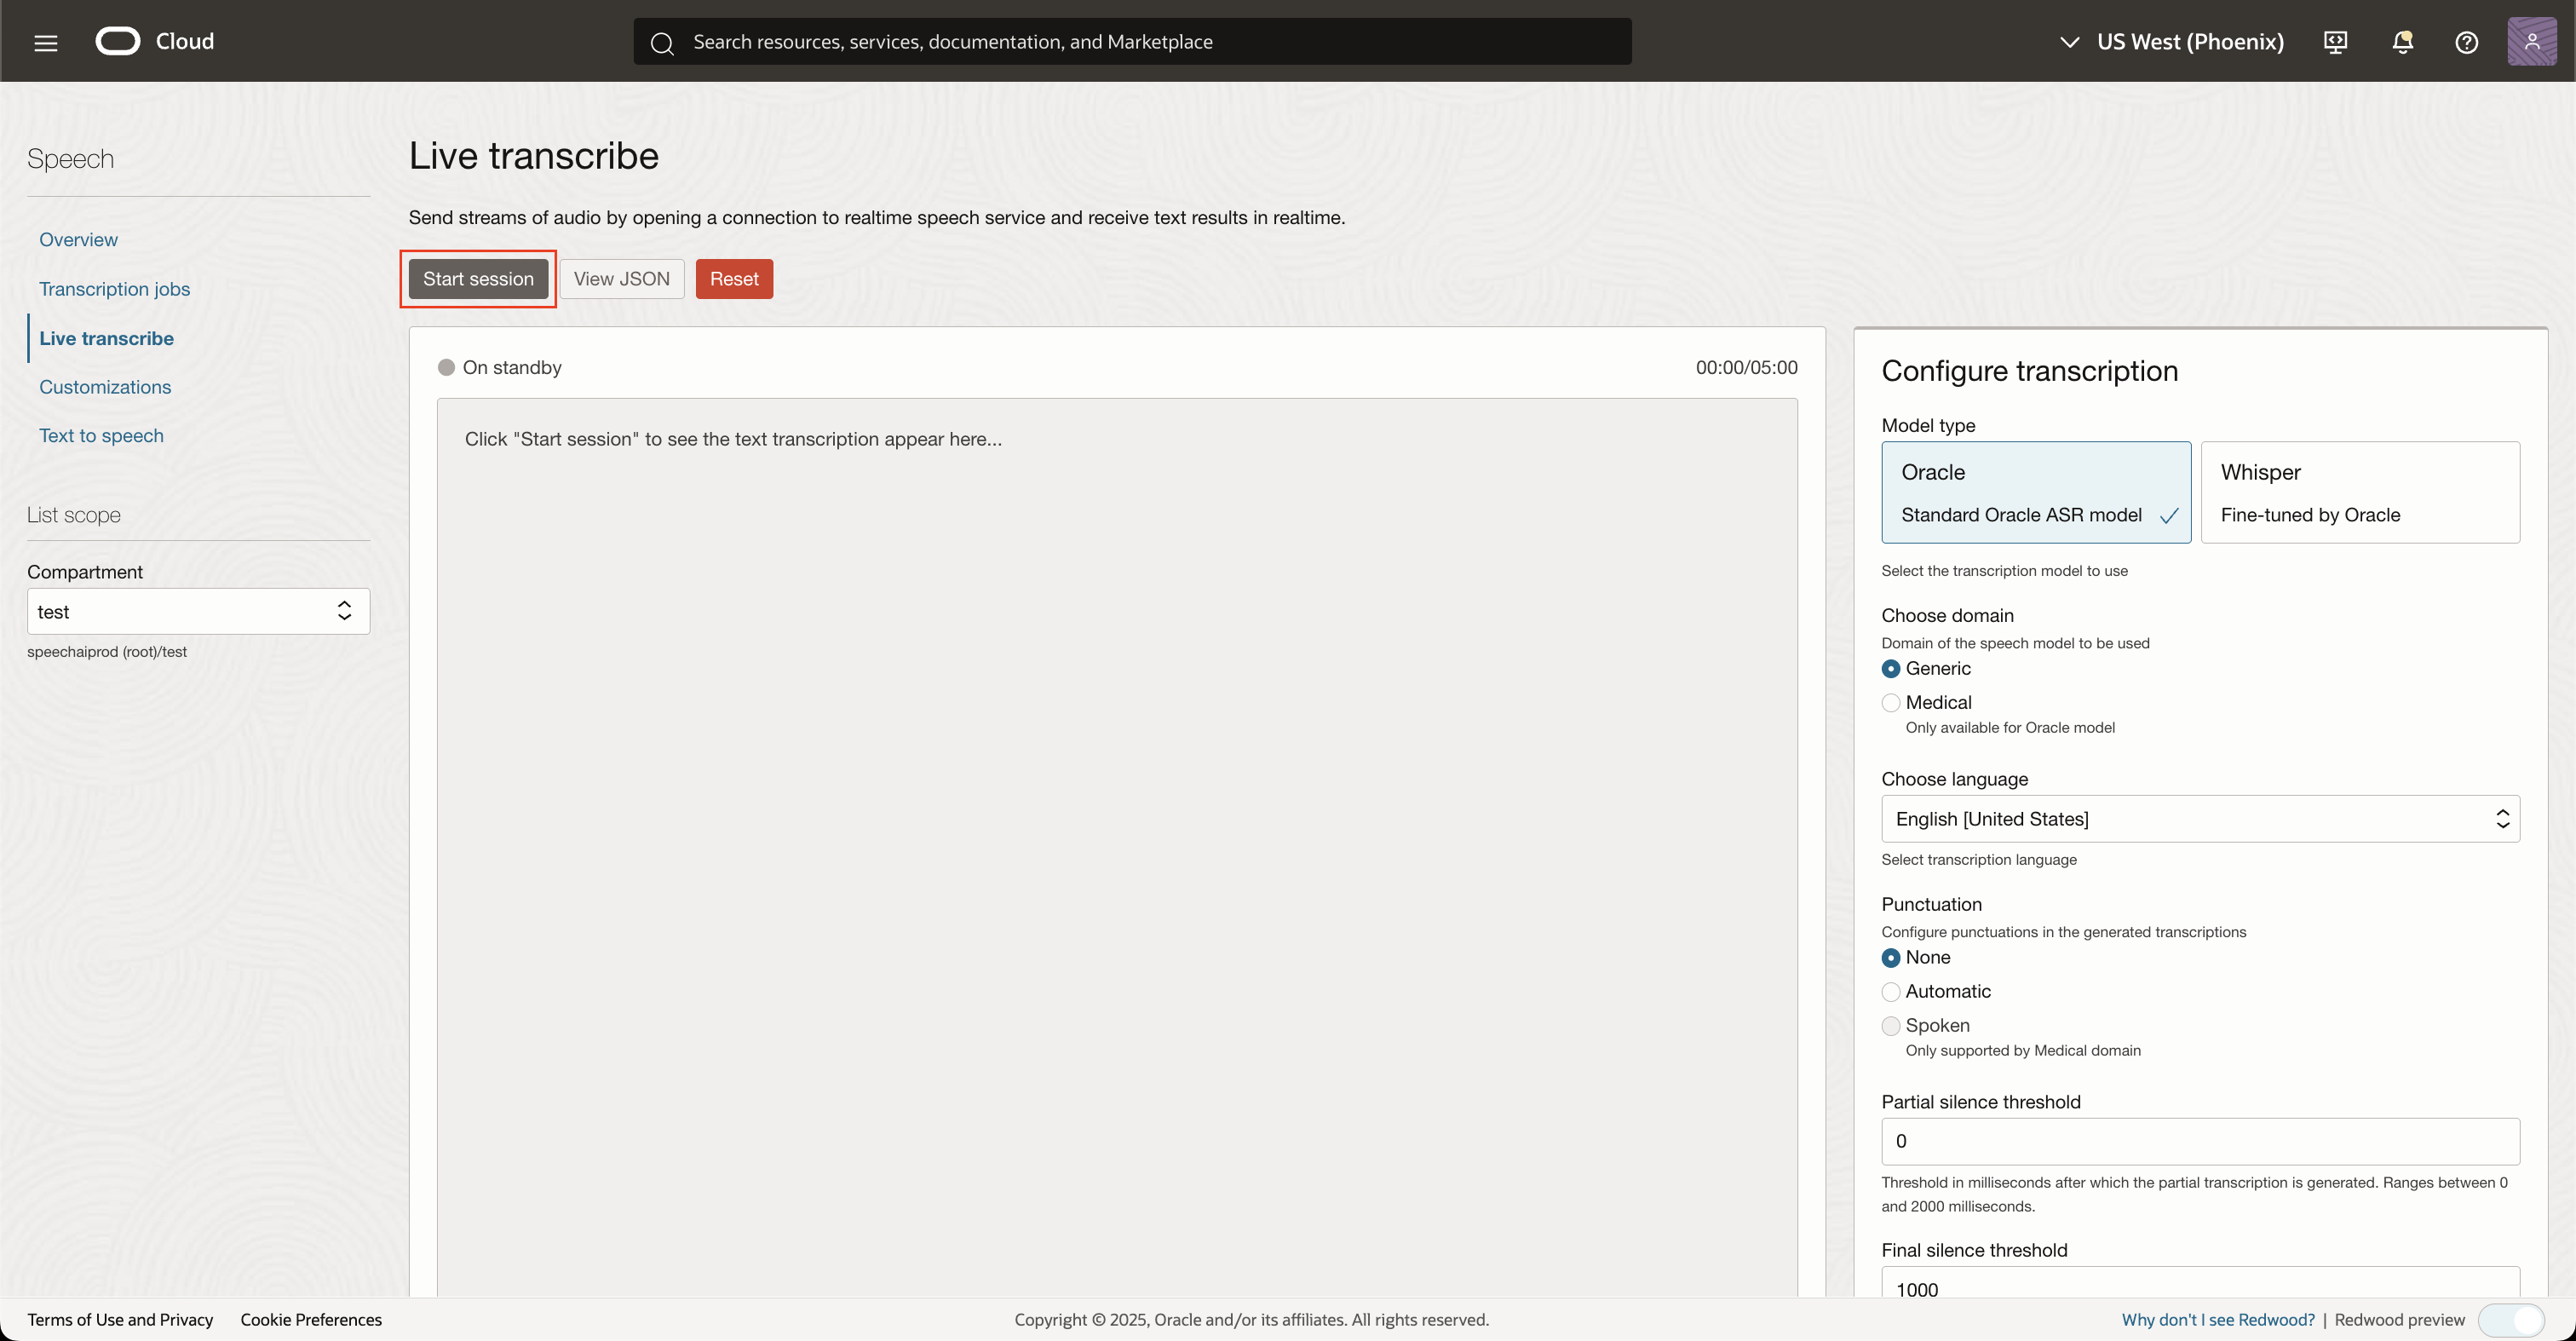 Cloud
Search resources, services, documentation, and Marketplace
US West (Phoenix)
Speech
Overview
Transcription jobs
Live transcribe
Customizations
Text to speech
List scope
Compartment
test
speechaiprod (root)/test
Live transcribe
Send streams of audio by opening a connection to realtime speech service and receive text results in realtime.
Start session
View JSON
Reset
On standby
00:00/05:00
Click "Start session" to see the text transcription appear here...
Configure transcription
Model type
Oracle
Standard Oracle ASR model
Whisper
Fine-tuned by Oracle
Select the transcription model to use
Choose domain
Domain of the speech model to be used
Generic
Medical
Only available for Oracle model
Choose language
English [United States]
Select transcription language
Punctuation
Configure punctuations in the generated transcriptions
None
Automatic
Spoken
Only supported by Medical domain
Partial silence threshold
0
Threshold in milliseconds after which the partial transcription is generated. Ranges between 0
and 2000 milliseconds.
Final silence threshold
1000
Terms of Use and Privacy
Cookie Preferences
Copyright © 2025, Oracle and/or its affiliates. All rights reserved.
Why don't I see Redwood? | Redwood preview